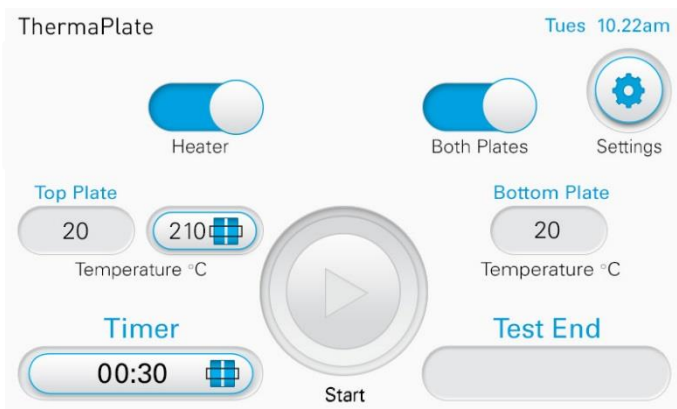 ThermaPlate
Tues 10.22am
Heater
Both Plates
Settings
Top Plate
Bottom Plate
20
210
20
Temperature °C
Temperature °C
Timer
Test End
00:30
Start